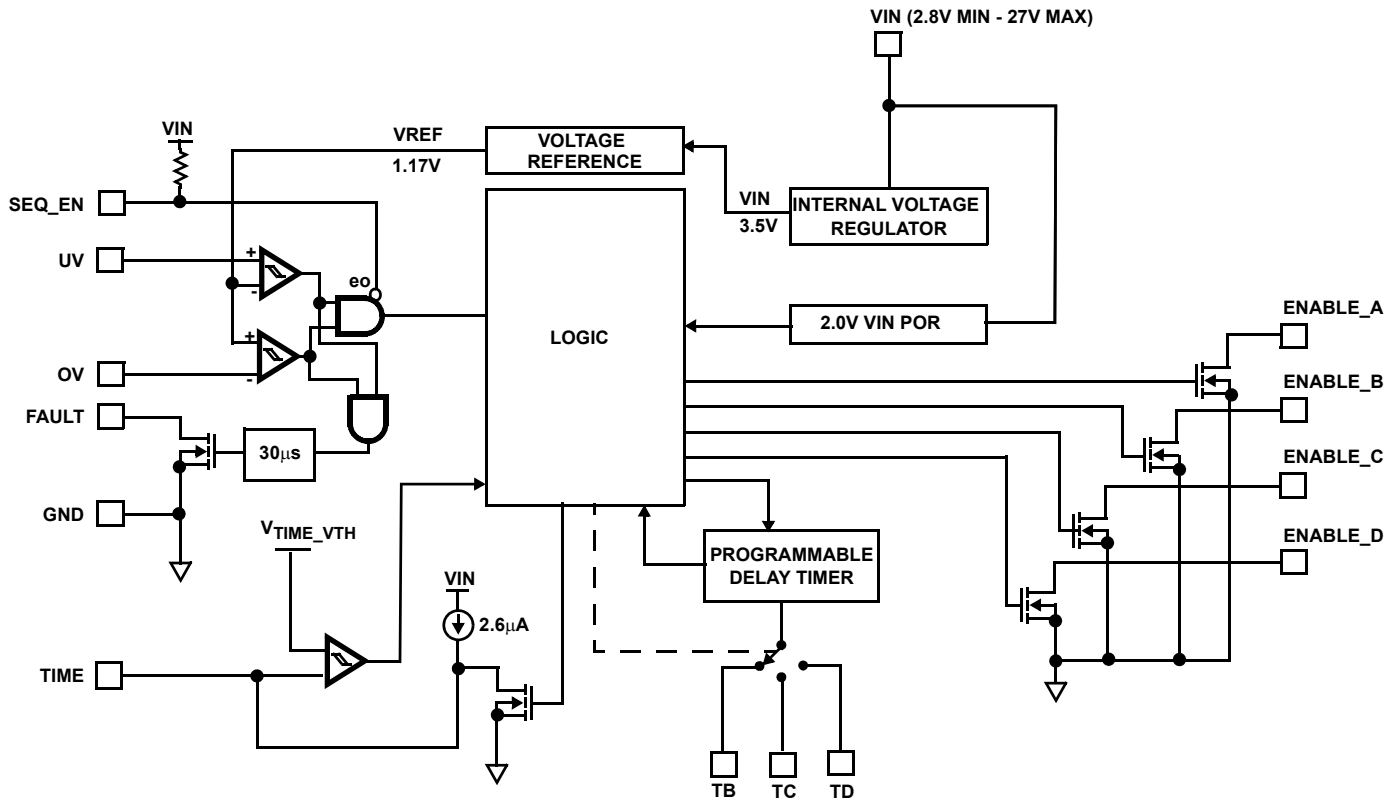 VIN (2.8V MIN - 27V MAX)
VIN
VREF
1.17V
VOLTAGE
REFERENCE
SEQ_EN
VIN
3.5V
INTERNAL VOLTAGE
REGULATOR
UV
+
-
eo
ENABLE_A
2.0V VIN POR
LOGIC
+
-
OV
ENABLE_B
FAULT
30μs
ENABLE_C
GND
VTIME_VTH
ENABLE_D
PROGRAMMABLE
DELAY TIMER
VIN
2.6μA
TIME
TB
TC
TD